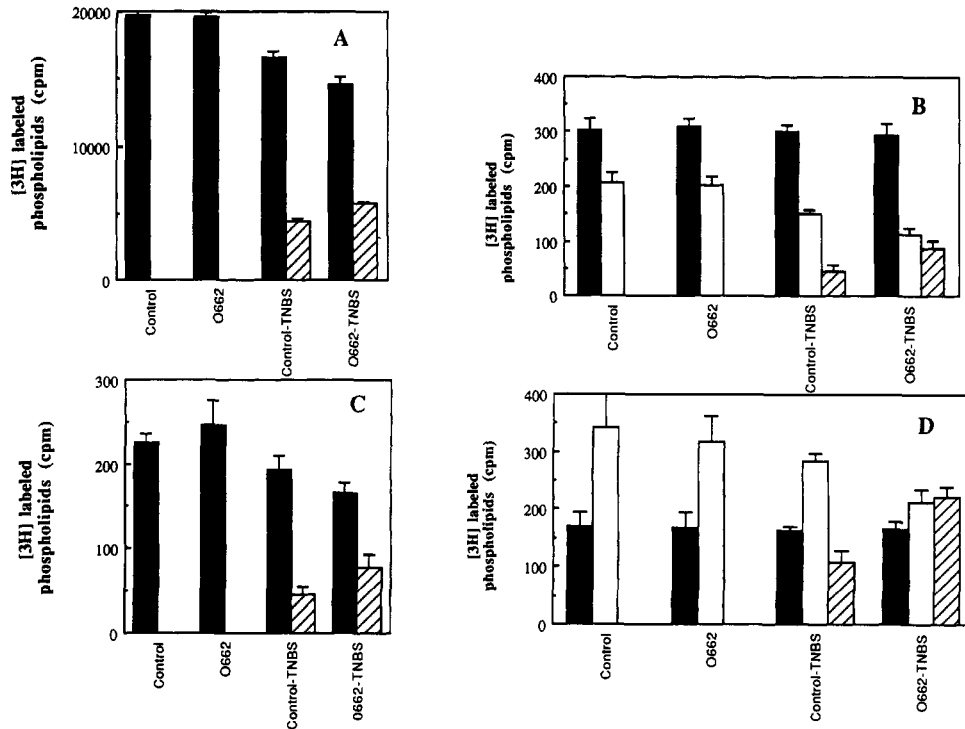 A
[3H] labeled
phospholipids (cpm)
20000
10000
0
Control
O662
Control-TNBS
O662-TNBS
B
[3H] labeled
phospholipids (cpm)
400
300
200
100
0
Control
O662
Control-TNBS
O662-TNBS
C
[3H] labeled
phospholipids (cpm)
300
200
100
0
Control
O662
Control-TNBS
0662-TNBS
D
[3H] labeled
phospholipids (cpm)
400
300
200
100
0
Control
O662
Control-TNBS
O662-TNBS